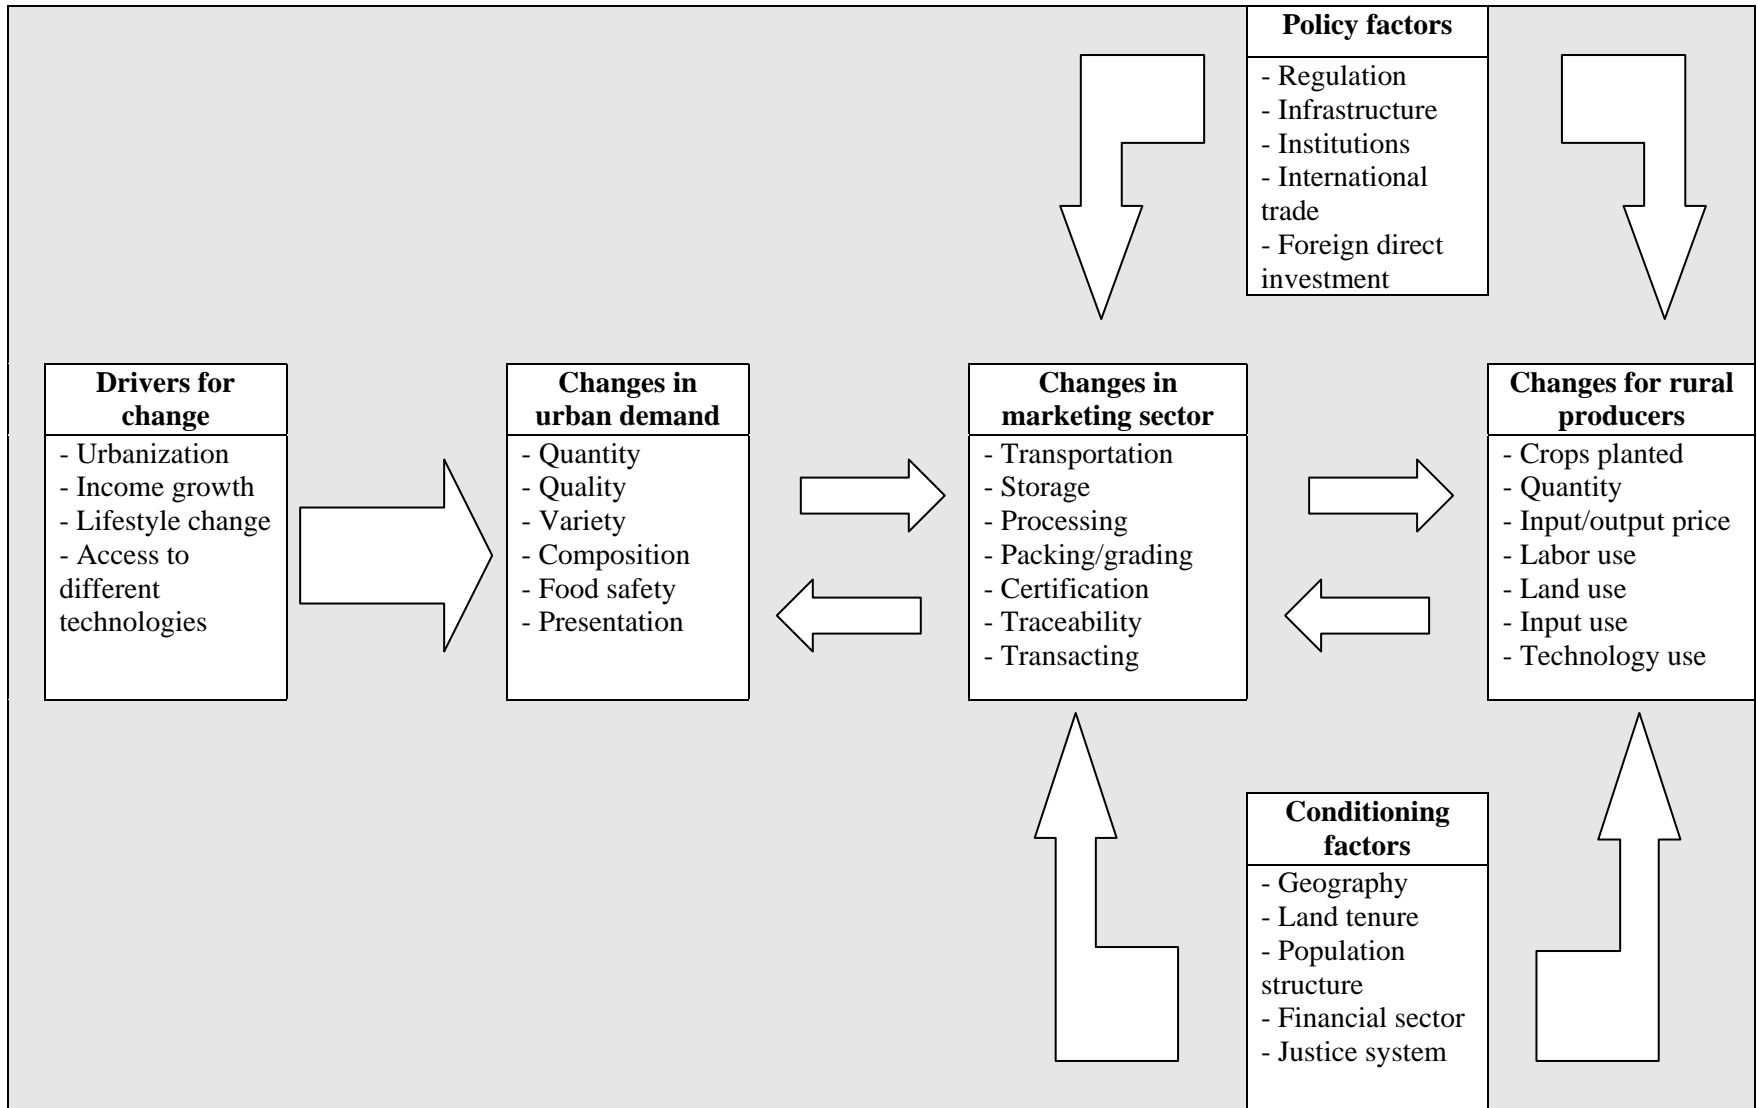 Policy factors
- Regulation
- Infrastructure
- Institutions
- International
trade
- Foreign direct
investment
Drivers for
change
- Urbanization
- Income growth
- Lifestyle change
- Access to
different
technologies
Changes in
urban demand
- Quantity
- Quality
- Variety
- Composition
- Food safety
- Presentation
Changes in
marketing sector
- Transportation
- Storage
- Processing
- Packing/grading
- Certification
- Traceability
- Transacting
Changes for rural
producers
- Crops planted
- Quantity
- Input/output price
- Labor use
- Land use
- Input use
- Technology use
Conditioning
factors
- Geography
- Land tenure
- Population
structure
- Financial sector
- Justice system